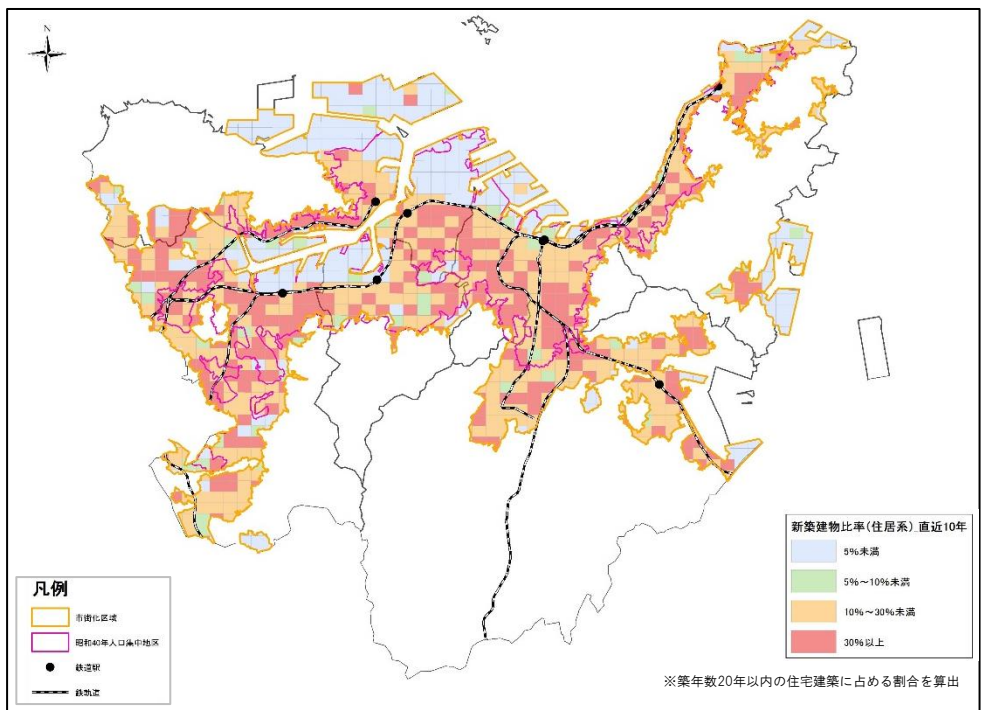 凡例
市街化区域
昭和40年人口集中地区
鉄道駅
鉄軌道
新築建物比率(住居系)_直近10年
5%未満
5%~10%未満
10%~30%未満
30%以上
※築年数20年以内の住宅建築に占める割合を算出